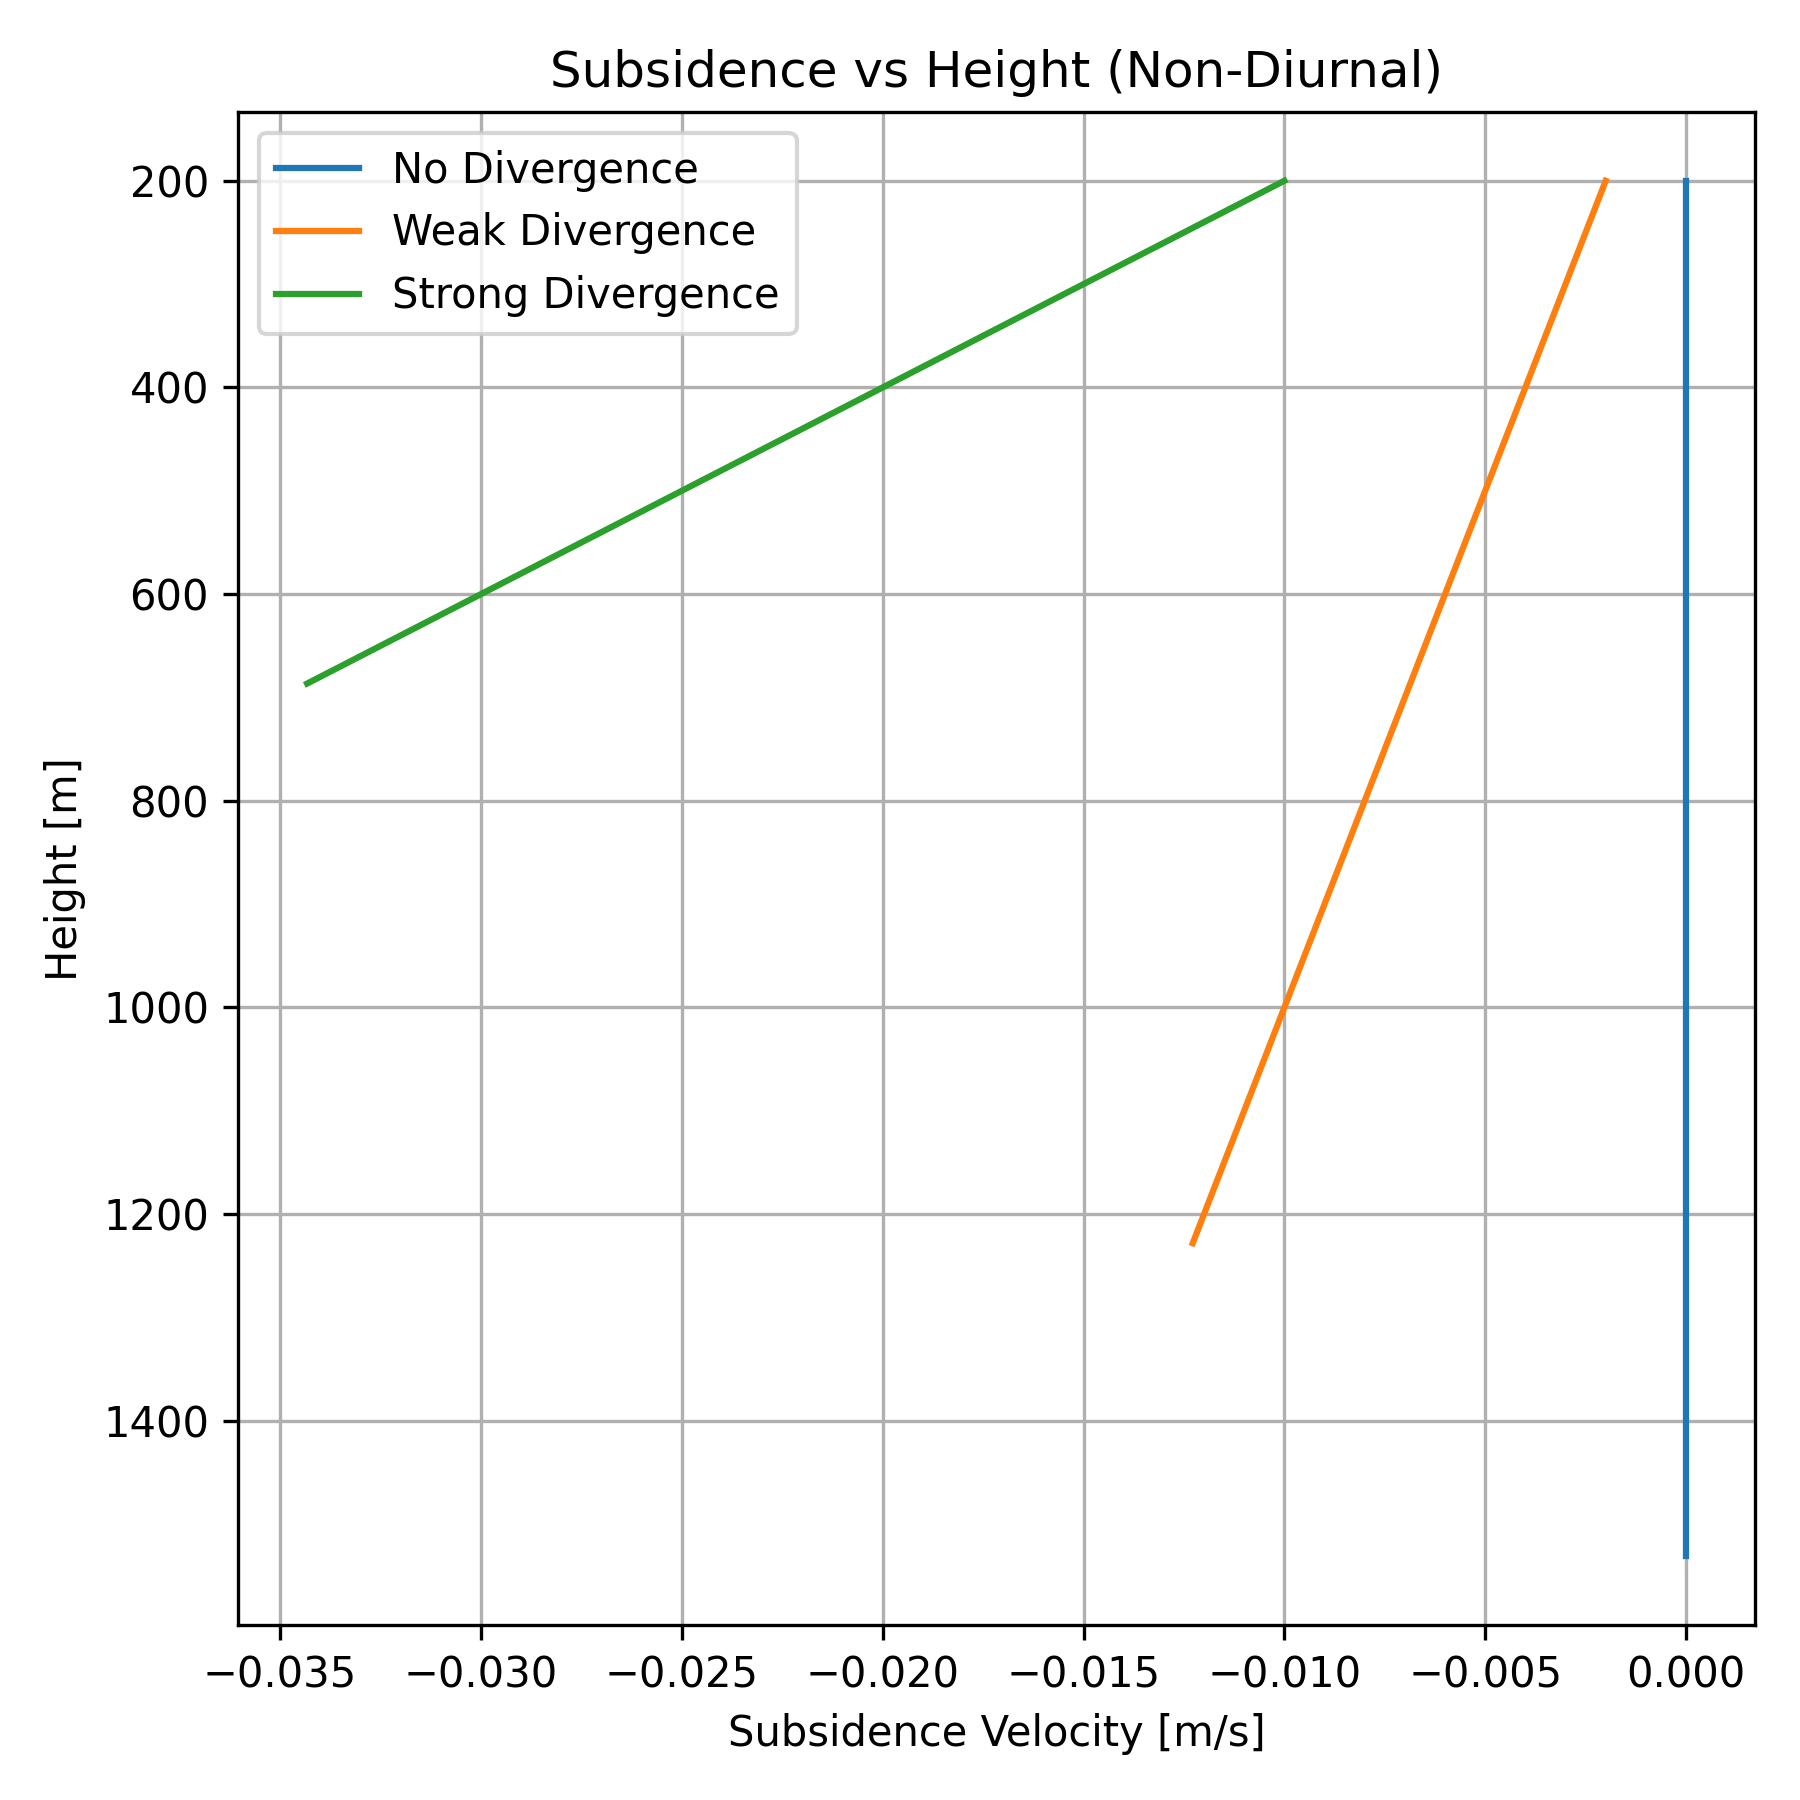 Subsidence vs Height (Non-Diurnal)
No Divergence
Weak Divergence
Strong Divergence
200
400
600
800
1000
1200
1400
Height [m]
−0.035
−0.030
−0.025
−0.020
−0.015
−0.010
−0.005
0.000
Subsidence Velocity [m/s]